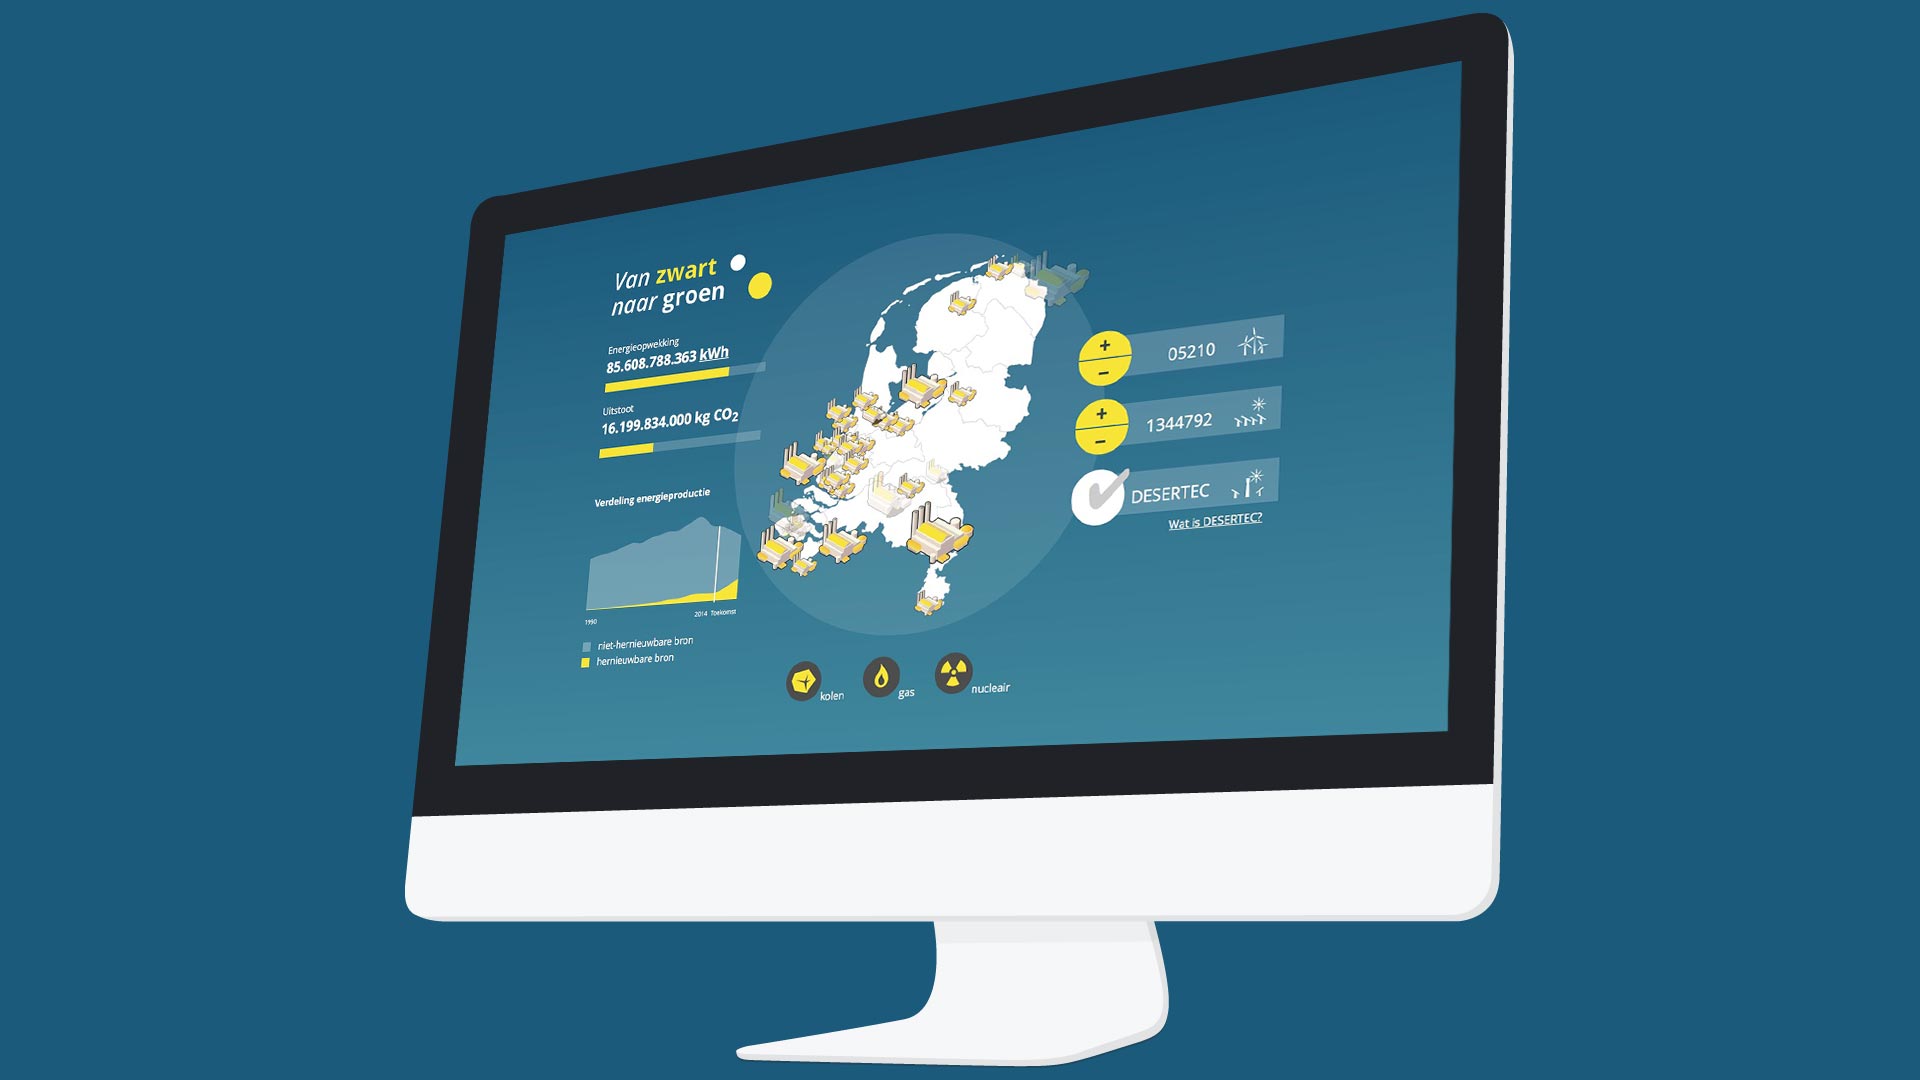 Van zwart
naar groen
Energieopwekking
85.608.788.363 kWh
Uitstoot
16.199.834.000 kg CO₂
Verdeling energieproductie
1990
2014 Toekomst
niet-hernieuwbare bron
hernieuwbare bron
kolen
gas
nucleair
+
−
05210
+
−
1344792
DESERTEC
Wat is DESERTEC?